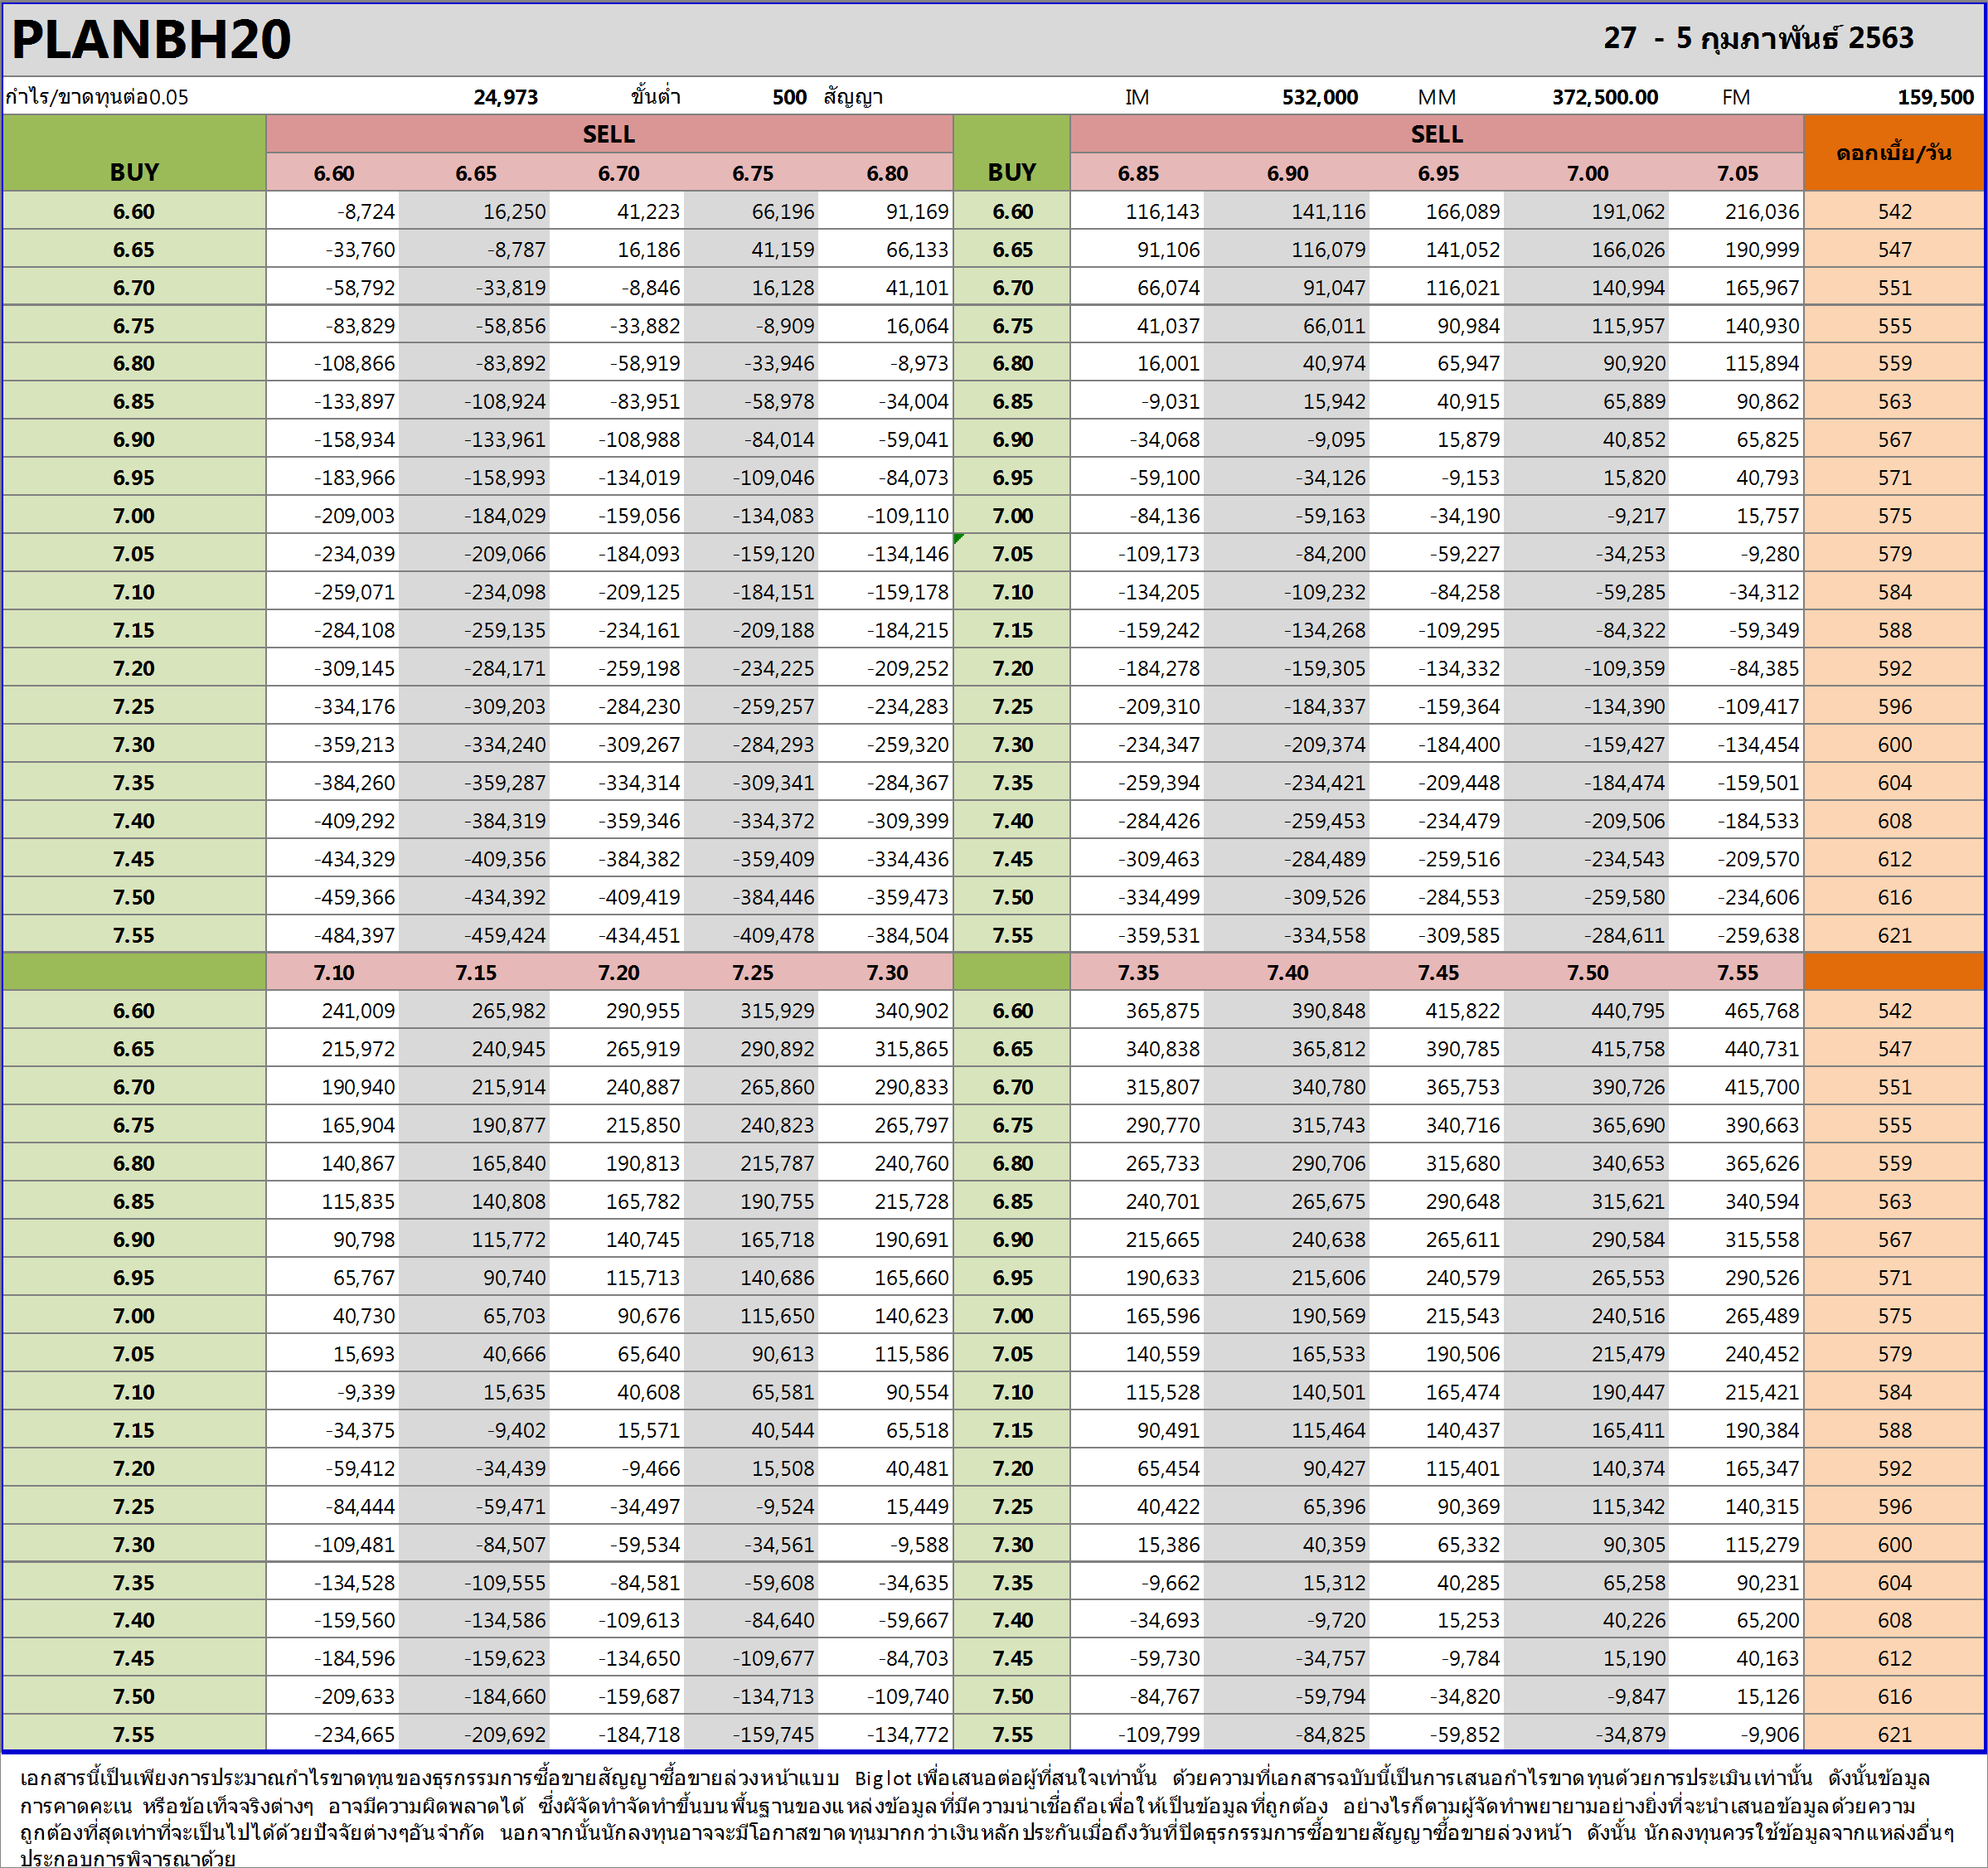 PLANBH20 27 - 5 กุมภาพันธ์ 2563
กำไร/ขาดทุนต่อ0.05 24,973 ขั้นต่ำ 500 สัญญา IM 532,000 MM 372,500.00 FM 159,500
BUY SELL BUY SELL ดอกเบี้ย/วัน
6.60 6.65 6.70 6.75 6.80 6.85 6.90 6.95 7.00 7.05
6.60 -8,724 16,250 41,223 66,196 91,169 6.60 116,143 141,116 166,089 191,062 216,036 542
6.65 -33,760 -8,787 16,186 41,159 66,133 6.65 91,106 116,079 141,052 166,026 190,999 547
6.70 -58,792 -33,819 -8,846 16,128 41,101 6.70 66,074 91,047 116,021 140,994 165,967 551
6.75 -83,829 -58,856 -33,882 -8,909 16,064 6.75 41,037 66,011 90,984 115,957 140,930 555
6.80 -108,866 -83,892 -58,919 -33,946 -8,973 6.80 16,001 40,974 65,947 90,920 115,894 559
6.85 -133,897 -108,924 -83,951 -58,978 -34,004 6.85 -9,031 15,942 40,915 65,889 90,862 563
6.90 -158,934 -133,961 -108,988 -84,014 -59,041 6.90 -34,068 -9,095 15,879 40,852 65,825 567
6.95 -183,966 -158,993 -134,019 -109,046 -84,073 6.95 -59,100 -34,126 -9,153 15,820 40,793 571
7.00 -209,003 -184,029 -159,056 -134,083 -109,110 7.00 -84,136 -59,163 -34,190 -9,217 15,757 575
7.05 -234,039 -209,066 -184,093 -159,120 -134,146 7.05 -109,173 -84,200 -59,227 -34,253 -9,280 579
7.10 -259,071 -234,098 -209,125 -184,151 -159,178 7.10 -134,205 -109,232 -84,258 -59,285 -34,312 584
7.15 -284,108 -259,135 -234,161 -209,188 -184,215 7.15 -159,242 -134,268 -109,295 -84,322 -59,349 588
7.20 -309,145 -284,171 -259,198 -234,225 -209,252 7.20 -184,278 -159,305 -134,332 -109,359 -84,385 592
7.25 -334,176 -309,203 -284,230 -259,257 -234,283 7.25 -209,310 -184,337 -159,364 -134,390 -109,417 596
7.30 -359,213 -334,240 -309,267 -284,293 -259,320 7.30 -234,347 -209,374 -184,400 -159,427 -134,454 600
7.35 -384,260 -359,287 -334,314 -309,341 -284,367 7.35 -259,394 -234,421 -209,448 -184,474 -159,501 604
7.40 -409,292 -384,319 -359,346 -334,372 -309,399 7.40 -284,426 -259,453 -234,479 -209,506 -184,533 608
7.45 -434,329 -409,356 -384,382 -359,409 -334,436 7.45 -309,463 -284,489 -259,516 -234,543 -209,570 612
7.50 -459,366 -434,392 -409,419 -384,446 -359,473 7.50 -334,499 -309,526 -284,553 -259,580 -234,606 616
7.55 -484,397 -459,424 -434,451 -409,478 -384,504 7.55 -359,531 -334,558 -309,585 -284,611 -259,638 621
7.10 7.15 7.20 7.25 7.30 7.35 7.40 7.45 7.50 7.55
6.60 241,009 265,982 290,955 315,929 340,902 6.60 365,875 390,848 415,822 440,795 465,768 542
6.65 215,972 240,945 265,919 290,892 315,865 6.65 340,838 365,812 390,785 415,758 440,731 547
6.70 190,940 215,914 240,887 265,860 290,833 6.70 315,807 340,780 365,753 390,726 415,700 551
6.75 165,904 190,877 215,850 240,823 265,797 6.75 290,770 315,743 340,716 365,690 390,663 555
6.80 140,867 165,840 190,813 215,787 240,760 6.80 265,733 290,706 315,680 340,653 365,626 559
6.85 115,835 140,808 165,782 190,755 215,728 6.85 240,701 265,675 290,648 315,621 340,594 563
6.90 90,798 115,772 140,745 165,718 190,691 6.90 215,665 240,638 265,611 290,584 315,558 567
6.95 65,767 90,740 115,713 140,686 165,660 6.95 190,633 215,606 240,579 265,553 290,526 571
7.00 40,730 65,703 90,676 115,650 140,623 7.00 165,596 190,569 215,543 240,516 265,489 575
7.05 15,693 40,666 65,640 90,613 115,586 7.05 140,559 165,533 190,506 215,479 240,452 579
7.10 -9,339 15,635 40,608 65,581 90,554 7.10 115,528 140,501 165,474 190,447 215,421 584
7.15 -34,375 -9,402 15,571 40,544 65,518 7.15 90,491 115,464 140,437 165,411 190,384 588
7.20 -59,412 -34,439 -9,466 15,508 40,481 7.20 65,454 90,427 115,401 140,374 165,347 592
7.25 -84,444 -59,471 -34,497 -9,524 15,449 7.25 40,422 65,396 90,369 115,342 140,315 596
7.30 -109,481 -84,507 -59,534 -34,561 -9,588 7.30 15,386 40,359 65,332 90,305 115,279 600
7.35 -134,528 -109,555 -84,581 -59,608 -34,635 7.35 -9,662 15,312 40,285 65,258 90,231 604
7.40 -159,560 -134,586 -109,613 -84,640 -59,667 7.40 -34,693 -9,720 15,253 40,226 65,200 608
7.45 -184,596 -159,623 -134,650 -109,677 -84,703 7.45 -59,730 -34,757 -9,784 15,190 40,163 612
7.50 -209,633 -184,660 -159,687 -134,713 -109,740 7.50 -84,767 -59,794 -34,820 -9,847 15,126 616
7.55 -234,665 -209,692 -184,718 -159,745 -134,772 7.55 -109,799 -84,825 -59,852 -34,879 -9,906 621
เอกสารนี้เป็นเพียงการประมาณกำไรขาดทุนของธุรกรรมการซื้อขายสัญญาซื้อขายล่วงหน้าแบบ Big lot เพื่อเสนอต่อผู้ที่สนใจเท่านั้น ด้วยความที่เอกสารฉบับนี้เป็นการเสนอกำไรขาดทุนด้วยการประเมินเท่านั้น ดังนั้นข้อมูล
การคาดคะเน หรือข้อเท็จจริงต่างๆ อาจมีความผิดพลาดได้ ซึ่งผัจัดทำจัดทำขึ้นบนพื้นฐานของแหล่งข้อมูลที่มีความน่าเชื่อถือเพื่อให้เป็นข้อมูลที่ถูกต้อง อย่างไรก็ตามผู้จัดทำพยายามอย่างยิ่งที่จะนำเสนอข้อมูลด้วยความ
ถูกต้องที่สุดเท่าที่จะเป็นไปได้ด้วยปัจจัยต่างๆอันจำกัด นอกจากนั้นนักลงทุนอาจจะมีโอกาสขาดทุนมากกว่าเงินหลักประกันเมื่อถึงวันที่ปิดธุรกรรมการซื้อขายสัญญาซื้อขายล่วงหน้า ดังนั้น นักลงทุนควรใช้ข้อมูลจากแหล่งอื่นๆ
ประกอบการพิจารณาด้วย